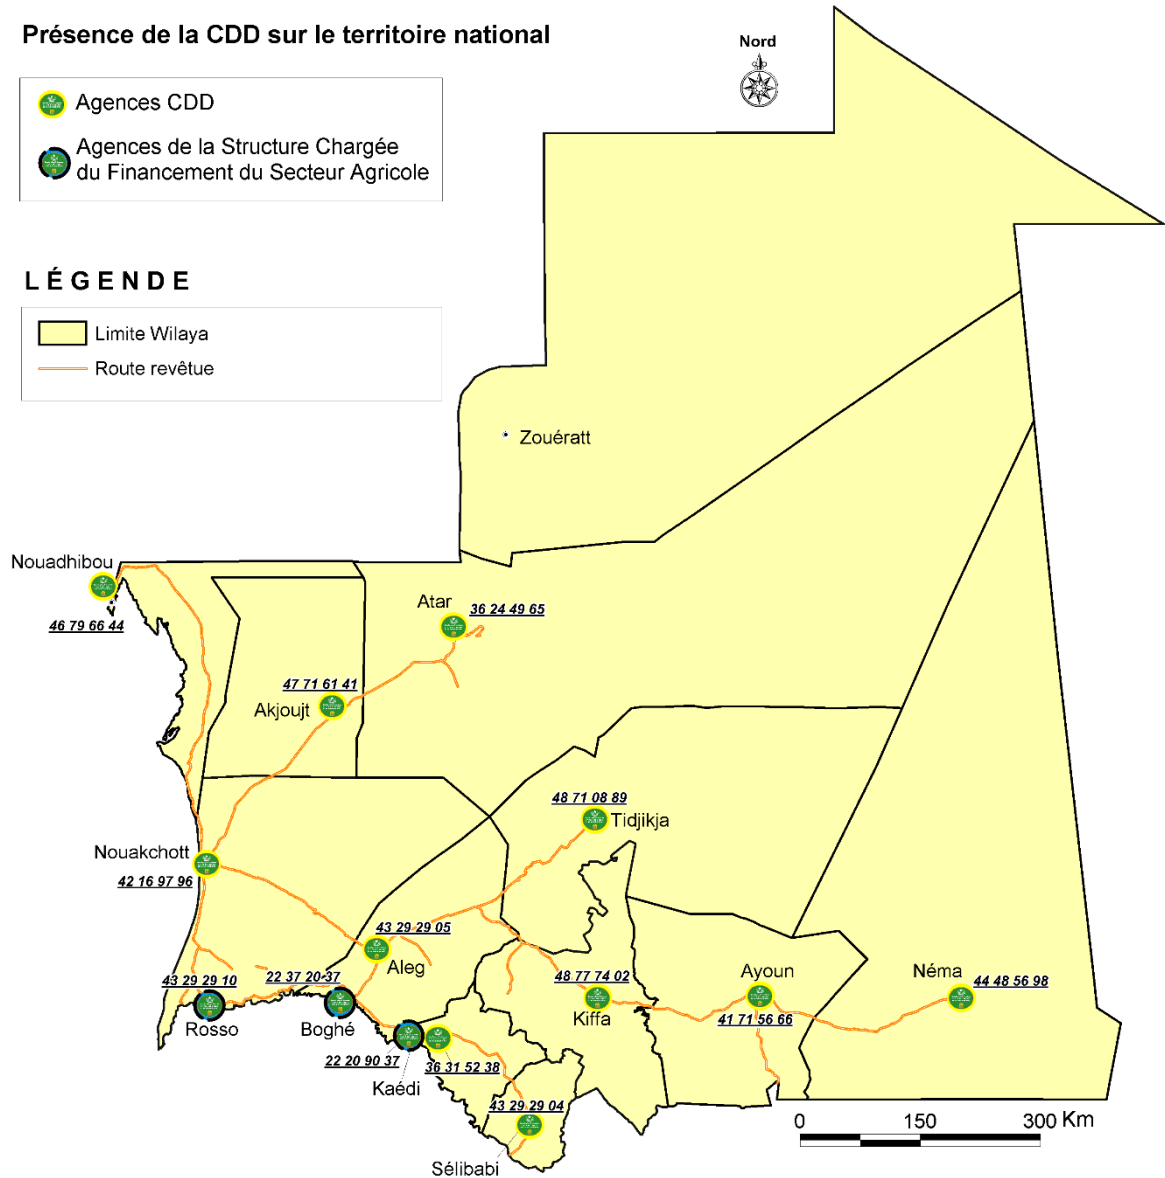 Présence de la CDD sur le territoire national
Nord
Agences CDD
Agences de la Structure Chargée
du Financement du Secteur Agricole
LÉGENDE
Limite Wilaya
Route revêtue
Zouératt
Nouadhibou
46 79 66 44
Atar
36 24 49 65
47 71 61 41
Akjoujt
48 71 08 89
Tidjikja
Nouakchott
42 16 97 96
43 29 29 05
Aleg
43 29 29 10
Rosso
22 37 20 37
Boghé
48 77 74 02
Kiffa
Ayoun
41 71 56 66
Néma
44 48 56 98
22 20 90 37
Kaédi
36 31 52 38
43 29 29 04
Sélibabi
0 150 300 Km